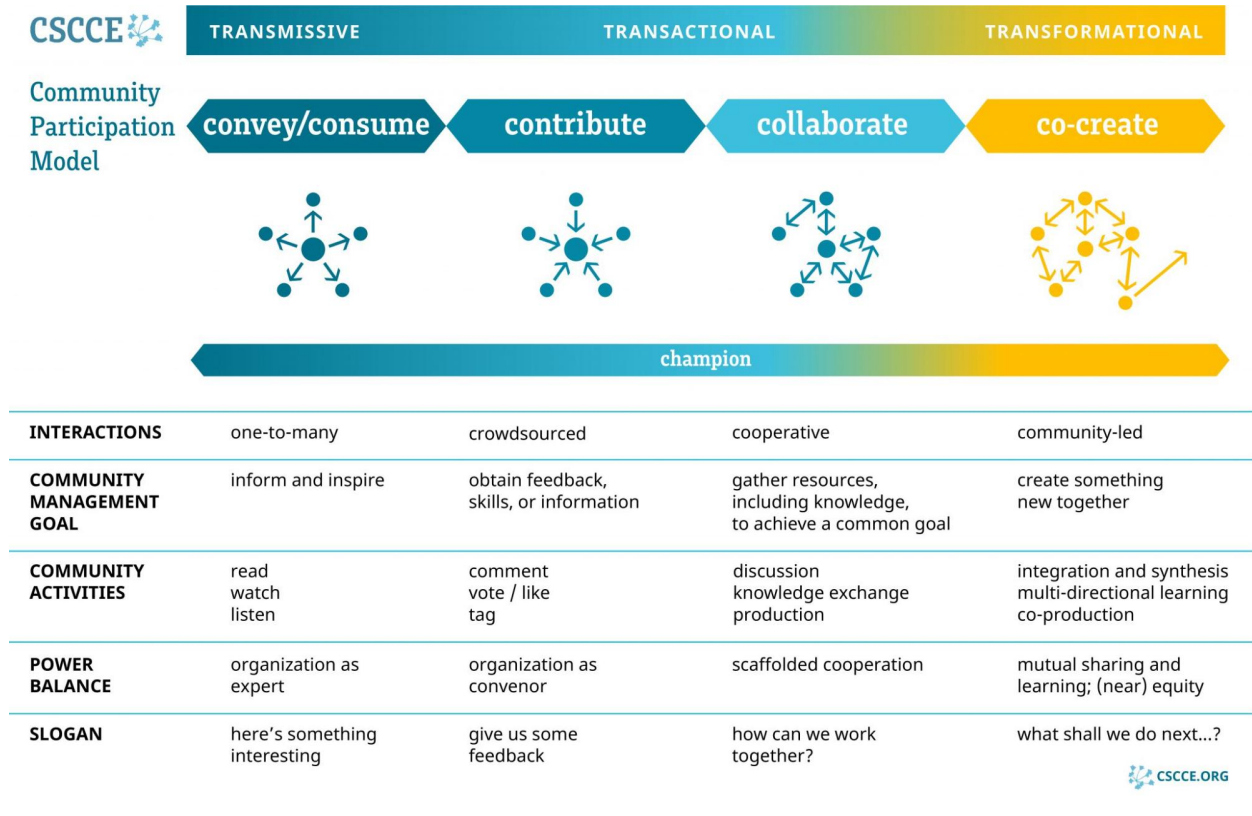 CSCCE
TRANSMISSIVE TRANSACTIONAL TRANSFORMATIONAL
Community
Participation
Model
convey/consume contribute collaborate co-create
champion
INTERACTIONS one-to-many crowdsourced cooperative community-led
COMMUNITY MANAGEMENT GOAL
inform and inspire
obtain feedback,
skills, or information
gather resources,
including knowledge,
to achieve a common goal
create something
new together
COMMUNITY
ACTIVITIES
read
watch
listen
comment
vote / like
tag
discussion
knowledge exchange
production
integration and synthesis
multi-directional learning
co-production
POWER
BALANCE
organization as
expert
organization as
convenor
scaffolded cooperation
mutual sharing and
learning; (near) equity
SLOGAN
here’s something
interesting
give us some
feedback
how can we work
together?
what shall we do next...?
CSCCE.ORG